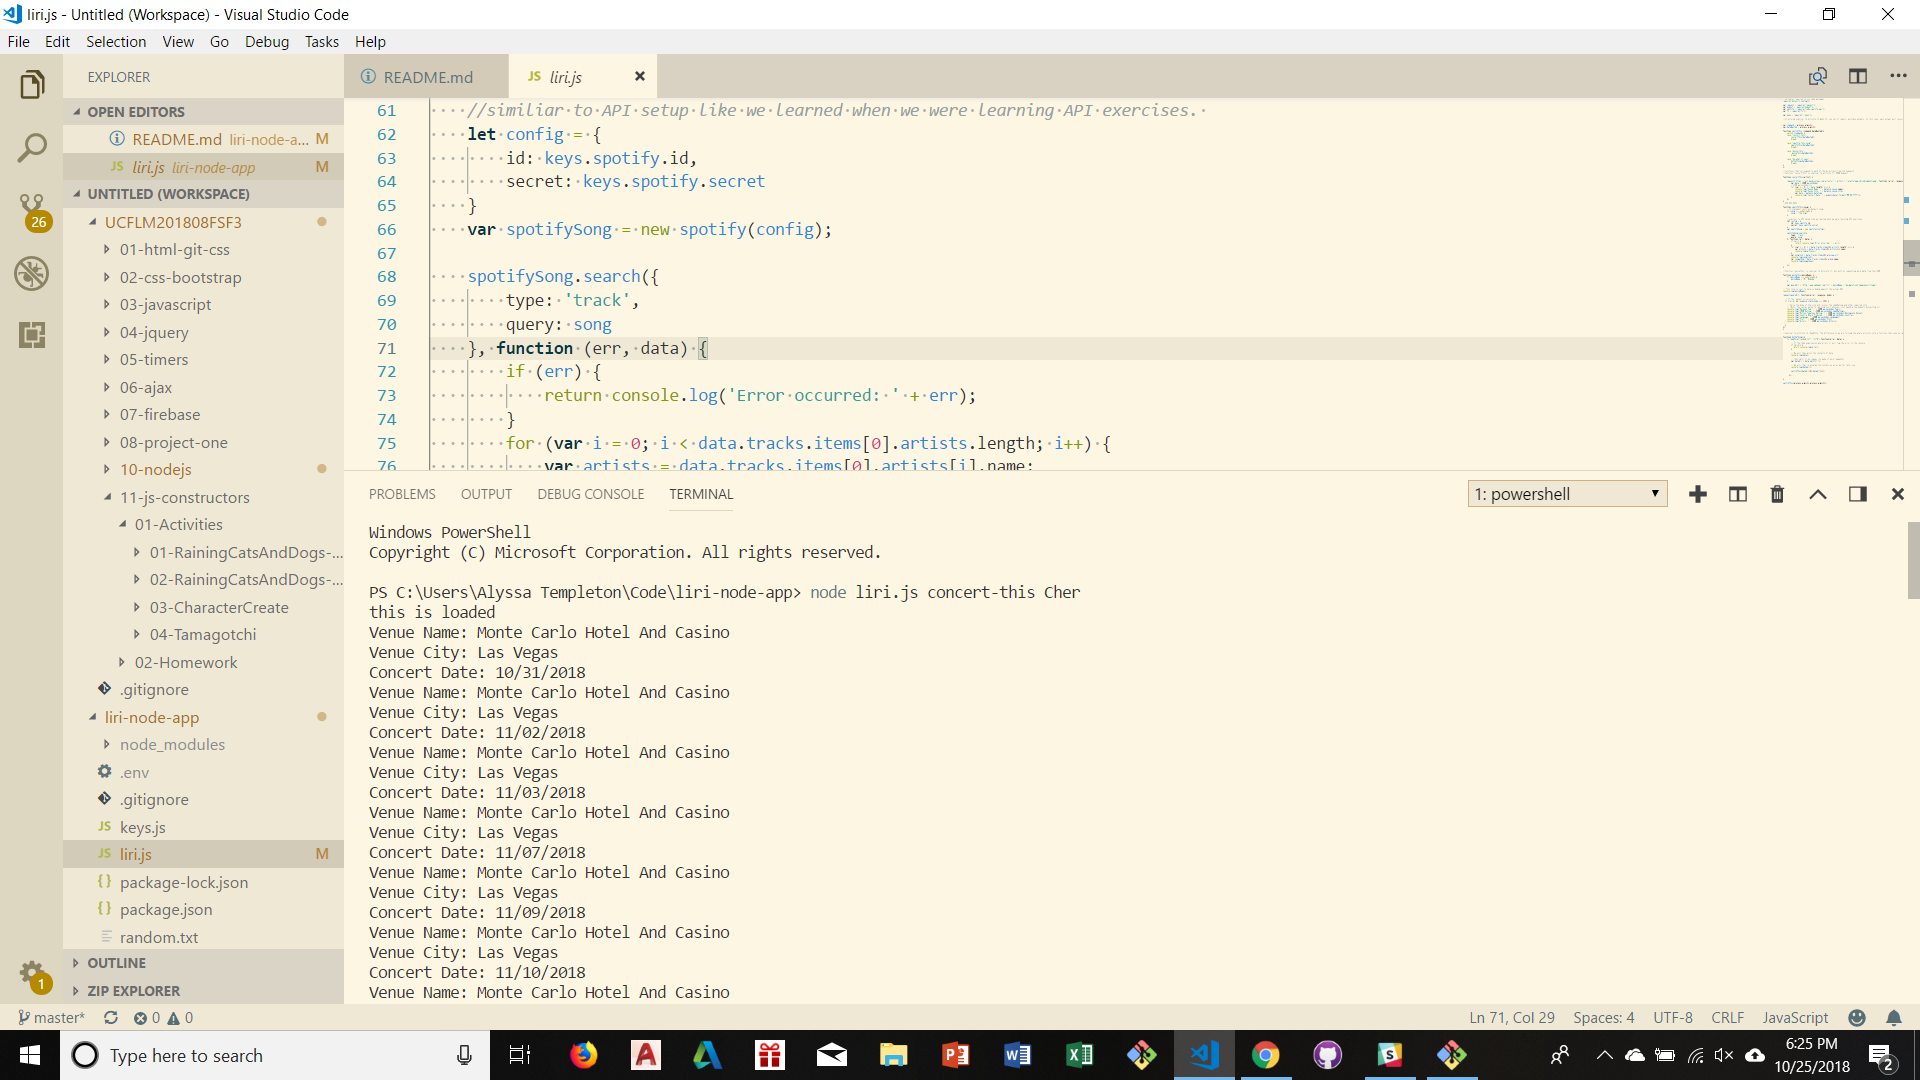 liri.js - Untitled (Workspace) - Visual Studio Code
File Edit Selection View Go Debug Tasks Help
EXPLORER
OPEN EDITORS
README.md liri-node-a... M
JS liri.js liri-node-app M
UNTITLED (WORKSPACE)
UCFLM201808FSF3
01-html-git-css
02-css-bootstrap
03-javascript
04-jquery
05-timers
06-ajax
07-firebase
08-project-one
10-nodejs
11-js-constructors
01-Activities
01-RainingCatsAndDogs-...
02-RainingCatsAndDogs-...
03-CharacterCreate
04-Tamagotchi
02-Homework
.gitignore
liri-node-app
node_modules
.env
.gitignore
JS keys.js
JS liri.js M
{} package-lock.json
{} package.json
random.txt
OUTLINE
ZIP EXPLORER
26
1
README.md JS liri.js
61 //similiar to API setup like we learned when we were learning API exercises.
62 let config = {
63 id: keys.spotify.id,
64 secret: keys.spotify.secret
65 }
66 var spotifySong = new spotify(config);
67
68 spotifySong.search({
69 type: 'track',
70 query: song
71 }, function (err, data) {
72 if (err) {
73 return console.log('Error occurred: ' + err);
74 }
75 for (var i = 0; i < data.tracks.items[0].artists.length; i++) {
76 var artists = data.tracks.items[0].artists[i].name;
PROBLEMS OUTPUT DEBUG CONSOLE TERMINAL 1: powershell
Windows PowerShell
Copyright (C) Microsoft Corporation. All rights reserved.
PS C:\Users\Alyssa Templeton\Code\liri-node-app> node liri.js concert-this Cher
this is loaded
Venue Name: Monte Carlo Hotel And Casino
Venue City: Las Vegas
Concert Date: 10/31/2018
Venue Name: Monte Carlo Hotel And Casino
Venue City: Las Vegas
Concert Date: 11/02/2018
Venue Name: Monte Carlo Hotel And Casino
Venue City: Las Vegas
Concert Date: 11/03/2018
Venue Name: Monte Carlo Hotel And Casino
Venue City: Las Vegas
Concert Date: 11/07/2018
Venue Name: Monte Carlo Hotel And Casino
Venue City: Las Vegas
Concert Date: 11/09/2018
Venue Name: Monte Carlo Hotel And Casino
Venue City: Las Vegas
Concert Date: 11/10/2018
Venue Name: Monte Carlo Hotel And Casino
master* 0 0 Ln 71, Col 29 Spaces: 4 UTF-8 CRLF JavaScript
Type here to search
6:25 PM
10/25/2018
2